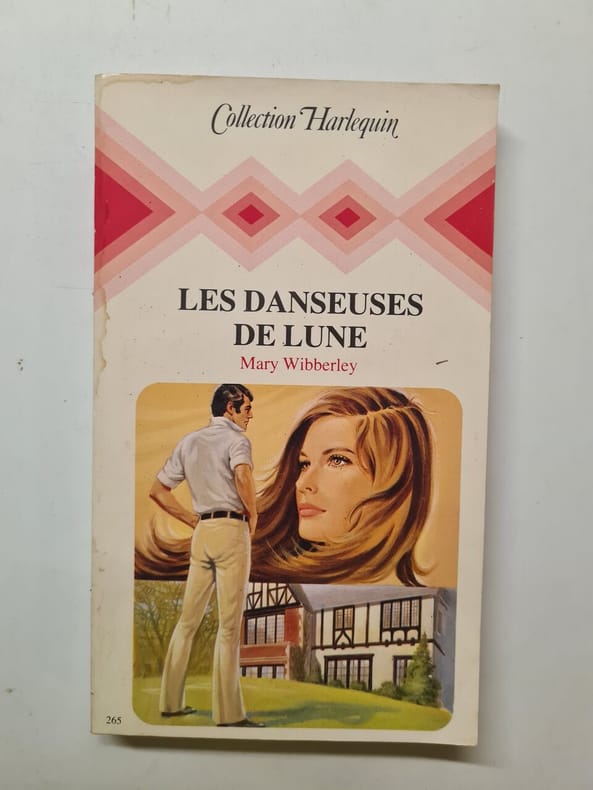 Collection Harlequin
LES DANSEUSES
DE LUNE
Mary Wibberley
265